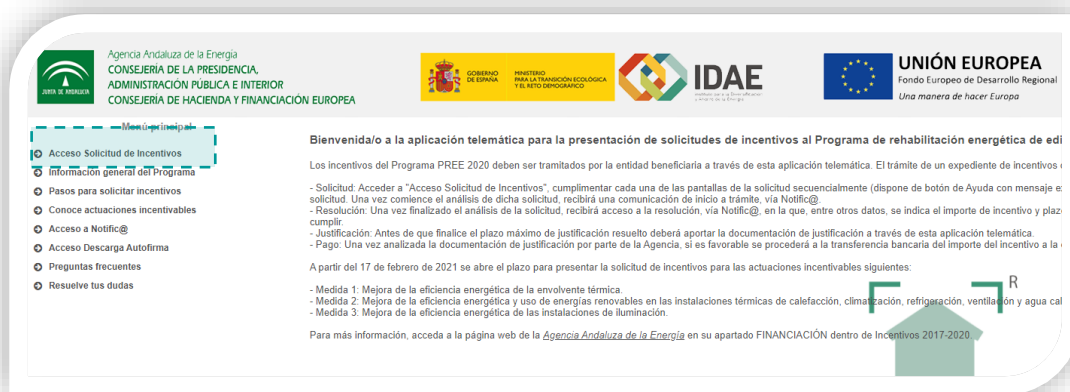 Agencia Andaluza de la Energía
CONSEJERÍA DE LA PRESIDENCIA,
ADMINISTRACIÓN PÚBLICA E INTERIOR
CONSEJERÍA DE HACIENDA Y FINANCIACIÓN EUROPEA
JUNTA DE ANDALUCIA
GOBIERNO
DE ESPAÑA
MINISTERIO
PARA LA TRANSICIÓN ECOLÓGICA
Y EL RETO DEMOGRÁFICO
IDAE
UNIÓN EUROPEA
Fondo Europeo de Desarrollo Regional
Una manera de hacer Europa
Menú principal
Acceso Solicitud de Incentivos
Información general del Programa
Pasos para solicitar incentivos
Conoce actuaciones incentivables
Acceso a Notific@
Acceso Descarga Autofirma
Preguntas frecuentes
Resuelve tus dudas
Bienvenida/o a la aplicación telemática para la presentación de solicitudes de incentivos al Programa de rehabilitación energética de edi
Los incentivos del Programa PREE 2020 deben ser tramitados por la entidad beneficiaria a través de esta aplicación telemática. El trámite de un expediente de incentivos
- Solicitud: Acceder a "Acceso Solicitud de Incentivos", cumplimentar cada una de las pantallas de la solicitud secuencialmente (dispone de botón de Ayuda con mensaje ex
solicitud. Una vez comience el análisis de dicha solicitud, recibirá una comunicación de inicio a trámite, vía Notific@.
- Resolución: Una vez finalizado el análisis de la solicitud, recibirá acceso a la resolución, vía Notific@, en la que, entre otros datos, se indica el importe de incentivo y plaz
cumplir.
- Justificación: Antes de que finalice el plazo máximo de justificación resuelto deberá aportar la documentación de justificación a través de esta aplicación telemática.
- Pago: Una vez analizada la documentación de justificación por parte de la Agencia, si es favorable se procederá a la transferencia bancaria del importe del incentivo a la
A partir del 17 de febrero de 2021 se abre el plazo para presentar la solicitud de incentivos para las actuaciones incentivables siguientes:
- Medida 1: Mejora de la eficiencia energética de la envolvente térmica.
- Medida 2: Mejora de la eficiencia energética y uso de energías renovables en las instalaciones térmicas de calefacción, climatización, refrigeración, ventilación y agua cal
- Medida 3: Mejora de la eficiencia energética de las instalaciones de iluminación.
Para más información, acceda a la página web de la Agencia Andaluza de la Energía en su apartado FINANCIACIÓN dentro de Incentivos 2017-2020.
R